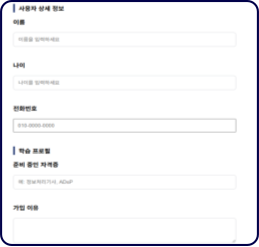 사용자 상세 정보
이름
이름을 입력하세요
나이
나이를 입력하세요
전화번호
010-0000-0000
학습 프로필
준비 중인 자격증
예: 정보처리기사, ADsP
가입 이유